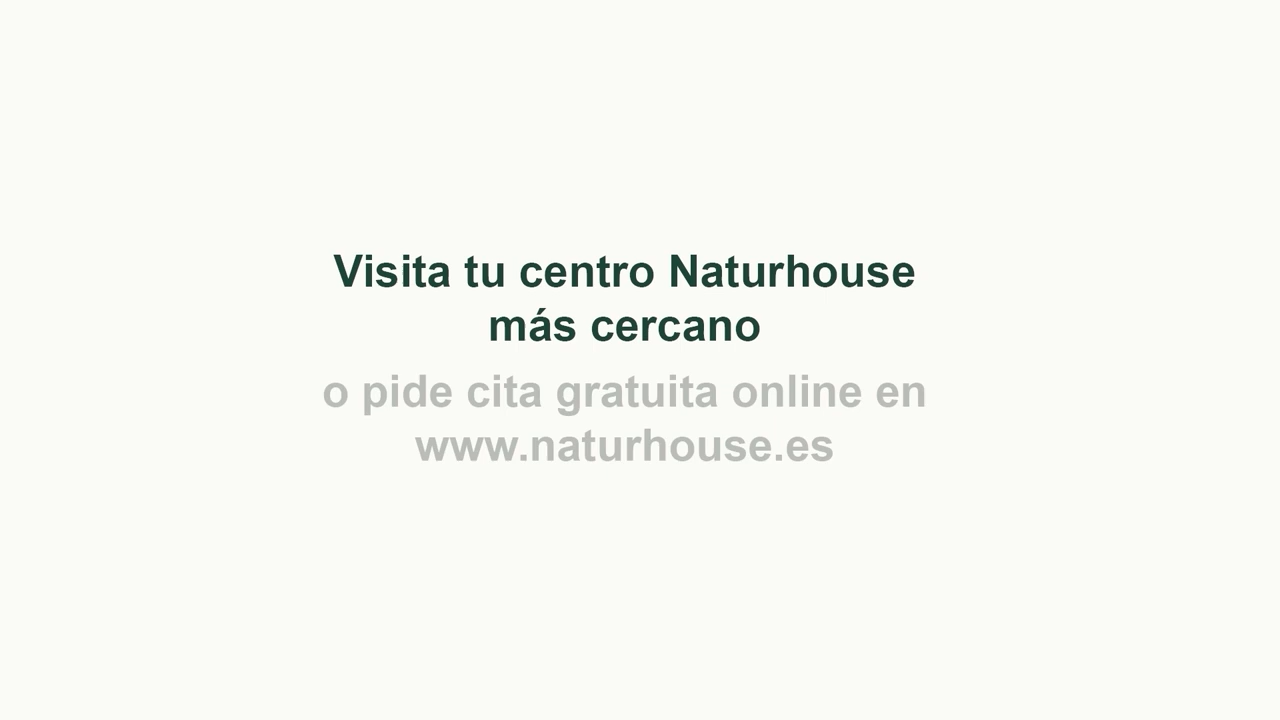 Visita tu centro Naturhouse
más cercano
o pide cita gratuita online en
www.naturhouse.es